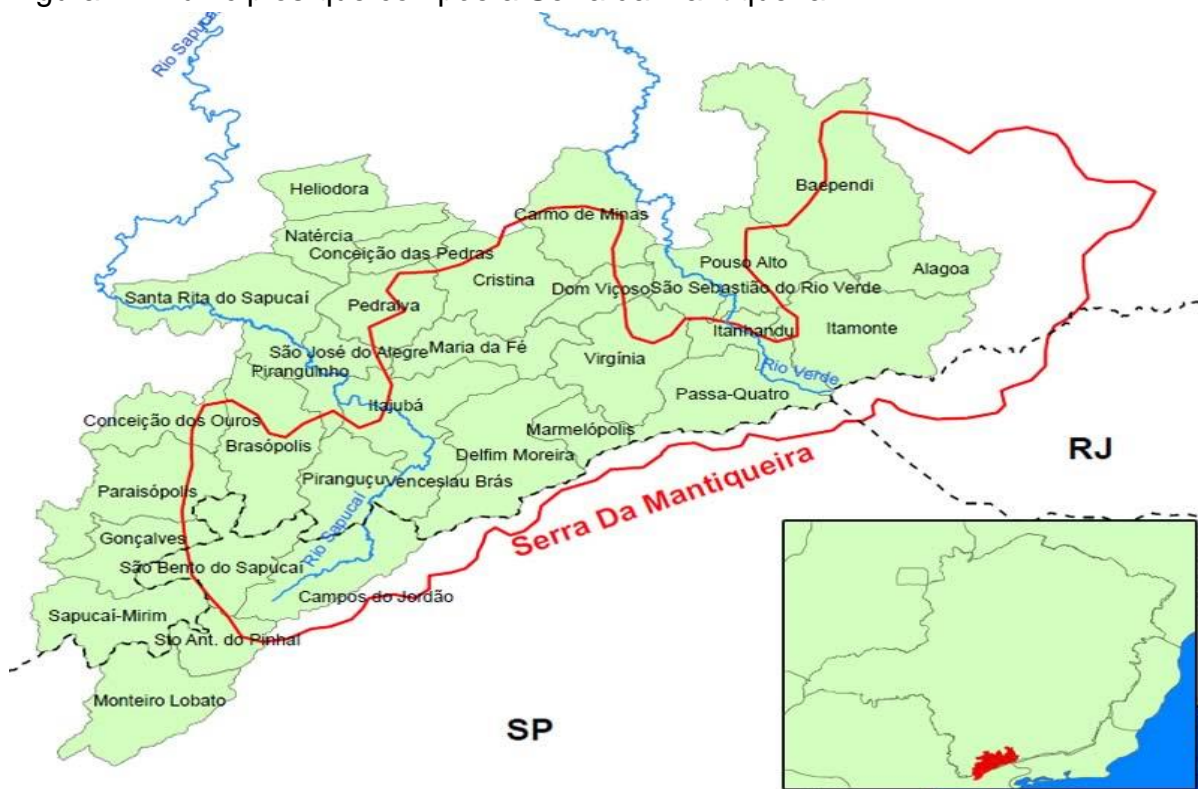 Rio Sapucaí
Heliodora
Baependi
Carmo de Minas
Natércia
Conceição das Pedras
Pouso Alto
Alagoa
Cristina
Santa Rita do Sapucaí
Pedralva
Dom Viçoso
São Sebastião do Rio Verde
Itanhandu
Itamonte
São José do Alegre
Maria da Fé
Virgínia
Piranguinho
Rio Verde
Passa-Quatro
Itajubá
Conceição dos Ouros
Marmelópolis
Brasópolis
Delfim Moreira
RJ
Paraisópolis
Piranguçu
Venceslau Brás
Serra Da Mantiqueira
Rio Sapucaí
Gonçalves
São Bento do Sapucaí
Campos do Jordão
Sapucaí-Mirim
Sto Ant. do Pinhal
Monteiro Lobato
SP